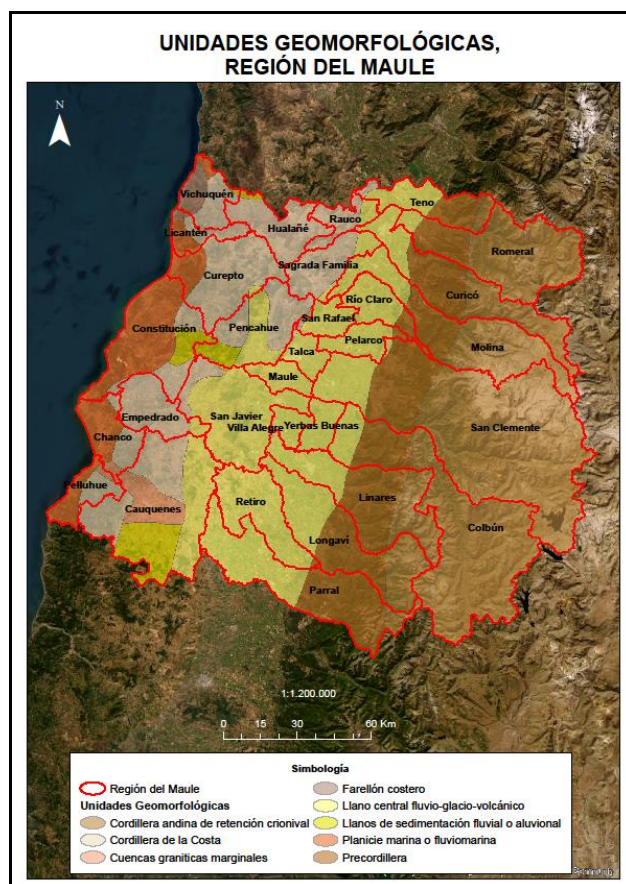 UNIDADES GEOMORFOLÓGICAS,
REGIÓN DEL MAULE
N
Vichuquén
Teno
Rauco
Hualañé
Licantén
Romeral
Sagrada Familia
Curepto
Curicó
Río Claro
San Rafael
Constitución
Pencahue
Pelarco
Molina
Talca
Maule
Empedrado
San Javier
Villa Alegre
Yerbas Buenas
San Clemente
Chanco
Pelluhue
Cauquenes
Retiro
Linares
Colbún
Longaví
Parral
1:1.200.000
0 15 30 60 Km
Simbología
Región del Maule
Unidades Geomorfológicas
Cordillera andina de retención crionival
Cordillera de la Costa
Cuencas graniticas marginales
Farellón costero
Llano central fluvio-glacio-volcánico
Llanos de sedimentación fluvial o aluvional
Planicie marina o fluviomarina
Precordillera